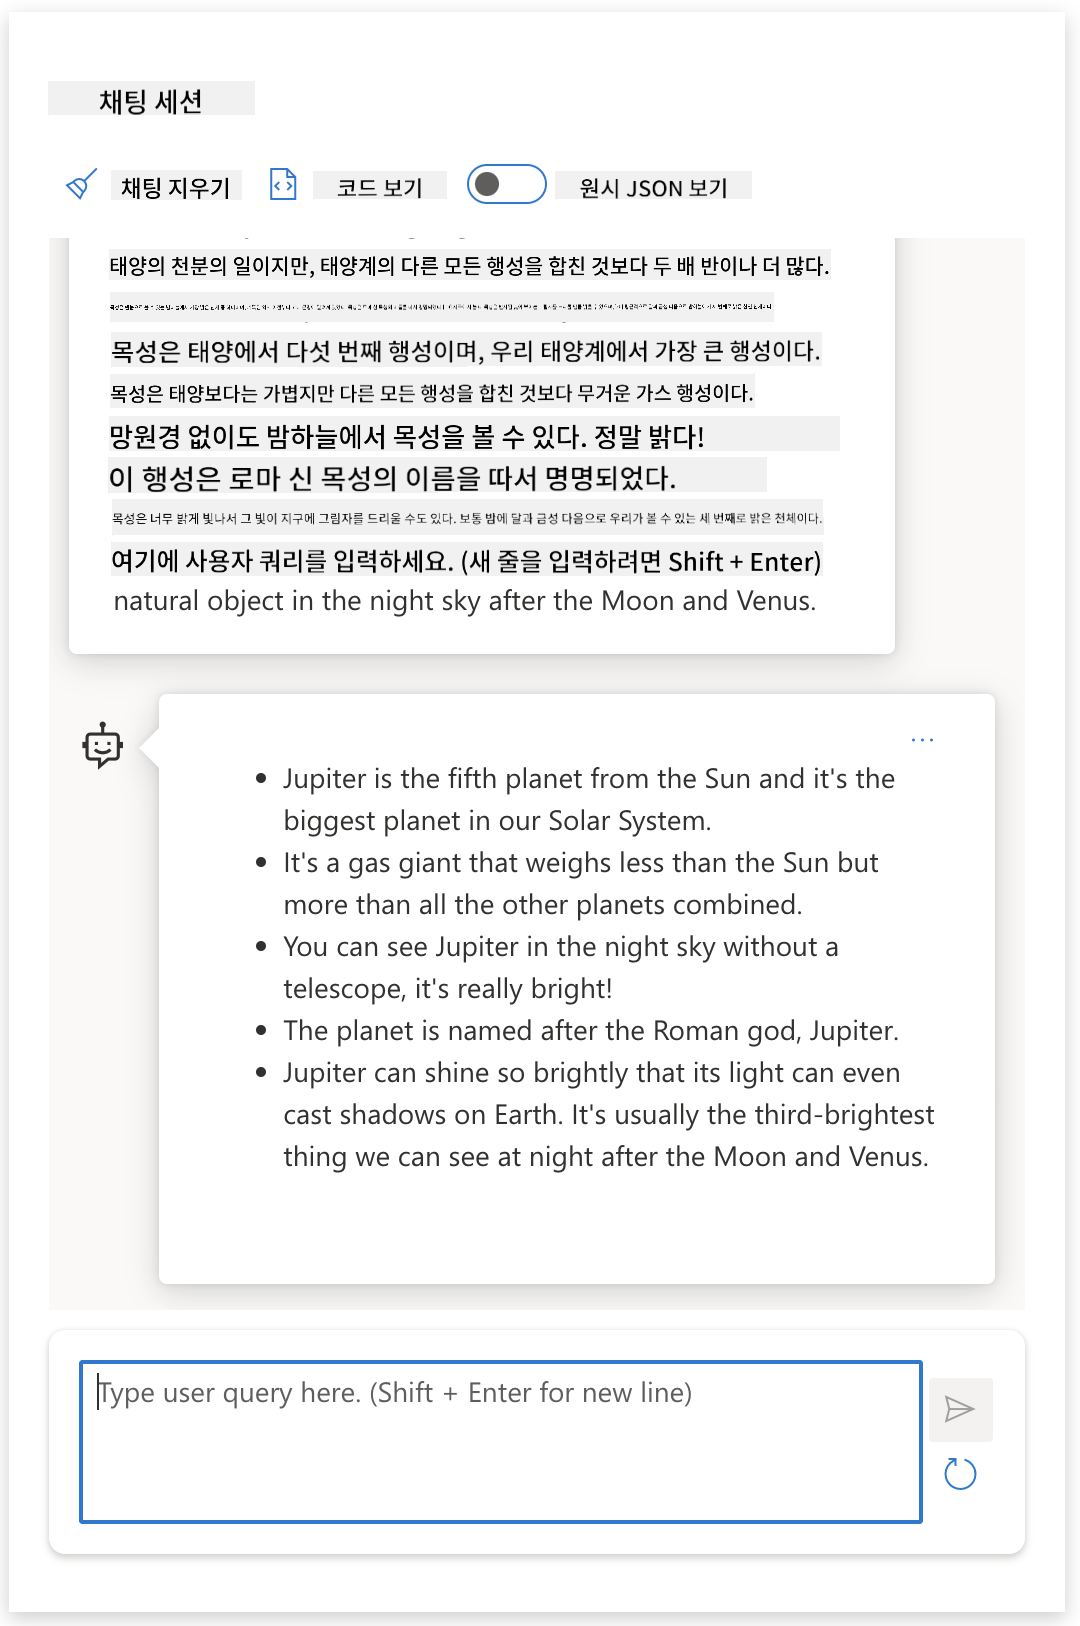 채팅 세션
채팅 지우기
코드 보기
원시 JSON 보기
태양의 천분의 일이지만, 태양계의 다른 모든 행성을 합친 것보다 두 배 반이나 더 많다.
목성은 태양에서 다섯 번째 행성이며, 우리 태양계에서 가장 큰 행성이다.
목성은 태양보다는 가볍지만 다른 모든 행성을 합친 것보다 무거운 가스 행성이다.
망원경 없이도 밤하늘에서 목성을 볼 수 있다. 정말 밝다!
이 행성은 로마 신 목성의 이름을 따서 명명되었다.
목성은 너무 밝게 빛나서 그 빛이 지구에 그림자를 드리울 수도 있다. 보통 밤에 달과 금성 다음으로 우리가 볼 수 있는 세 번째로 밝은 천체이다.
여기에 사용자 쿼리를 입력하세요. (새 줄을 입력하려면 Shift + Enter)
natural object in the night sky after the Moon and Venus.
Jupiter is the fifth planet from the Sun and it's the
biggest planet in our Solar System.
It's a gas giant that weighs less than the Sun but
more than all the other planets combined.
You can see Jupiter in the night sky without a
telescope, it's really bright!
The planet is named after the Roman god, Jupiter.
Jupiter can shine so brightly that its light can even
cast shadows on Earth. It's usually the third-brightest
thing we can see at night after the Moon and Venus.
Type user query here. (Shift + Enter for new line)